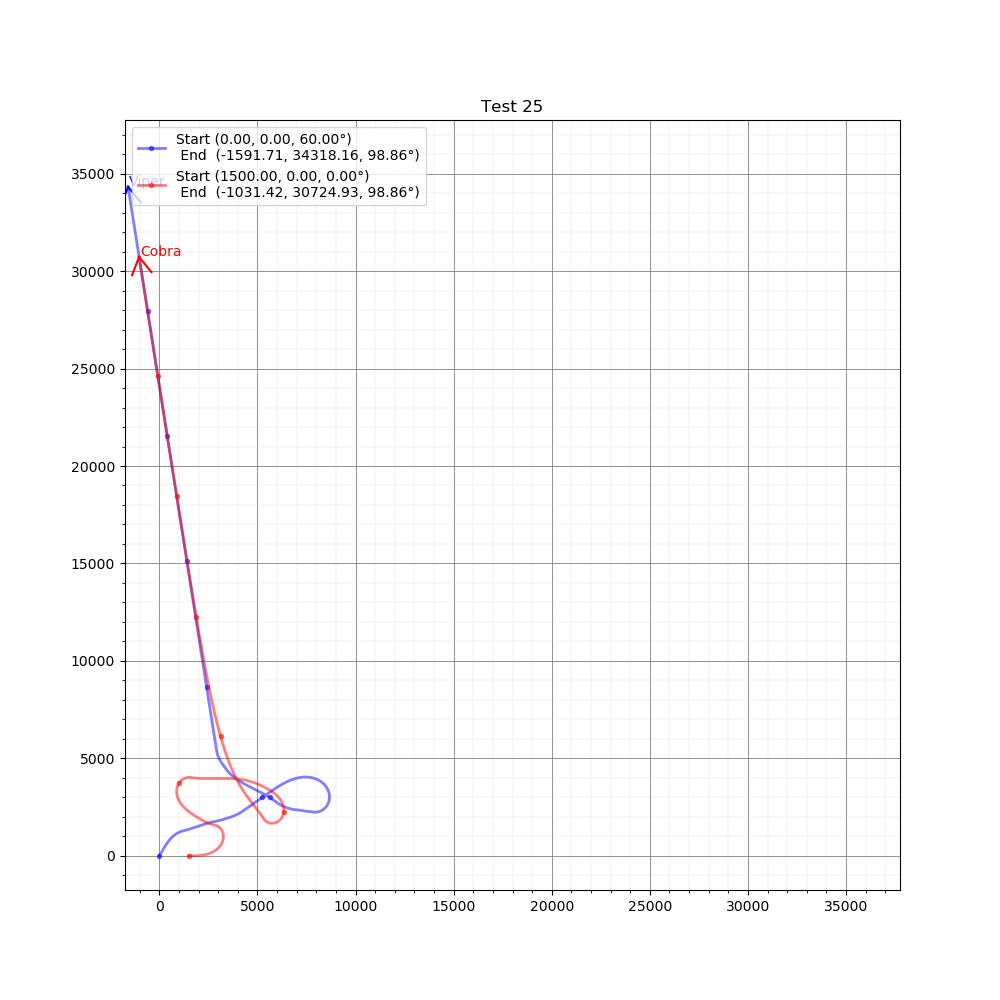 Test 25
Start (0.00, 0.00, 60.00°)
End (-1591.71, 34318.16, 98.86°)
Start (1500.00, 0.00, 0.00°)
End (-1031.42, 30724.93, 98.86°)
Viper
Cobra
35000
30000
25000
20000
15000
10000
5000
0
0 5000 10000 15000 20000 25000 30000 35000